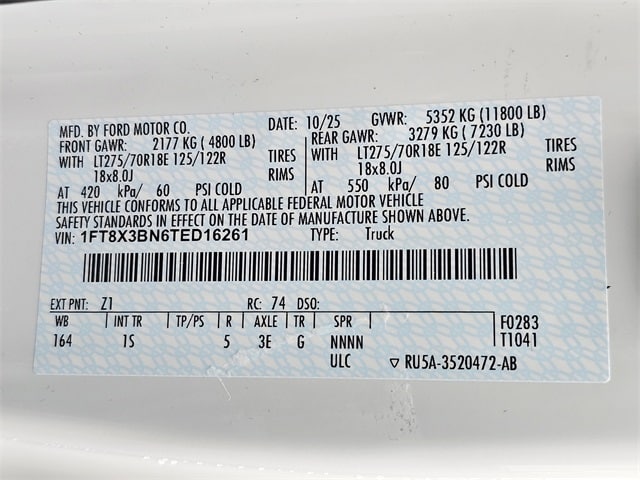 MFD. BY FORD MOTOR CO. DATE: 10/25 GVWR: 5352 KG (11800 LB)
FRONT GAWR: 2177 KG ( 4800 LB) REAR GAWR: 3279 KG ( 7230 LB)
WITH LT275/70R18E 125/122R TIRES WITH LT275/70R18E 125/122R TIRES
18x8.0J RIMS 18x8.0J RIMS
AT 420 kPa/ 60 PSI COLD AT 550 kPa/ 80 PSI COLD
THIS VEHICLE CONFORMS TO ALL APPLICABLE FEDERAL MOTOR VEHICLE
SAFETY STANDARDS IN EFFECT ON THE DATE OF MANUFACTURE SHOWN ABOVE.
VIN: 1FT8X3BN6TED16261 TYPE: Truck
EXT PNT: Z1 RC: 74 DSO:
WB INT TR TP/PS R AXLE TR SPR F0283
164 1S 5 3E G NNNN T1041
ULC ▽ RU5A-3520472-AB